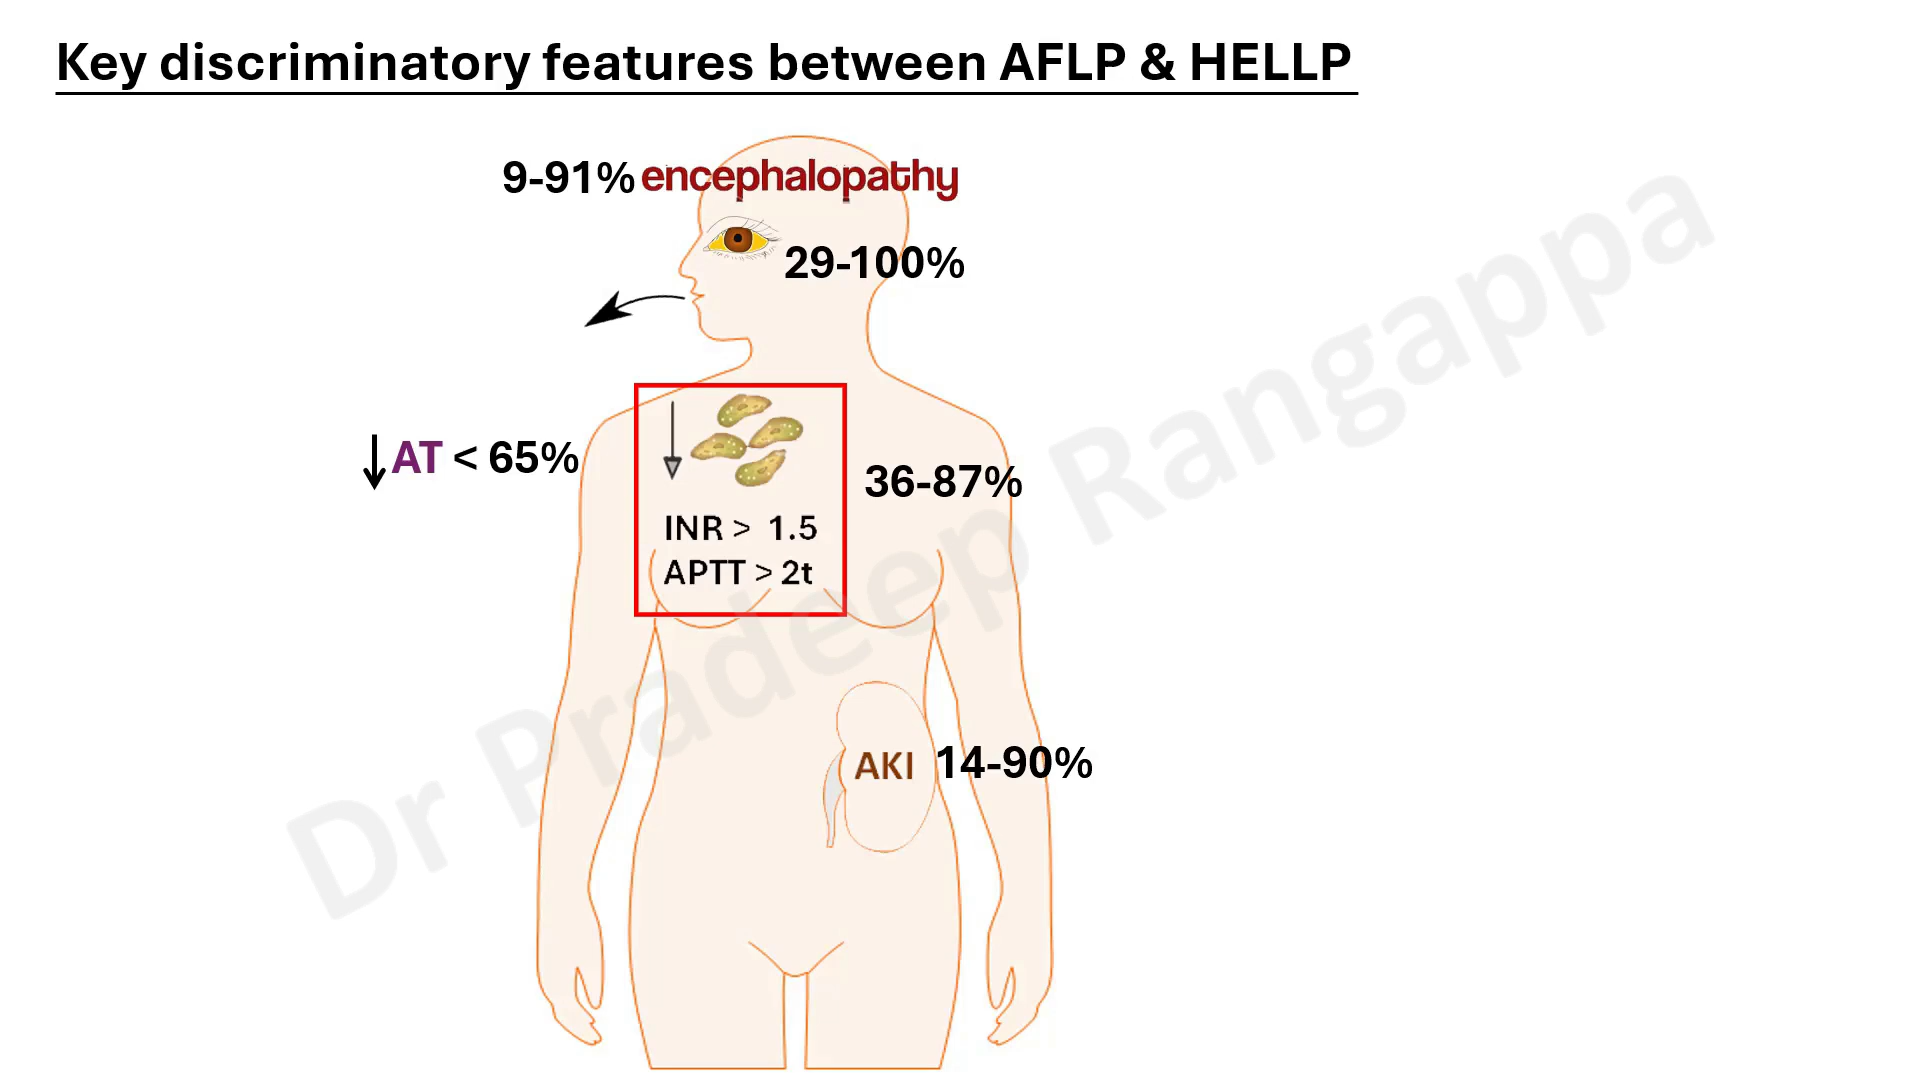 Key discriminatory features between AFLP & HELLP
9-91% encephalopathy
29-100%
AT < 65%
36-87%
INR > 1.5
APTT > 2t
AKI 14-90%
Dr Pradeep Rangappa